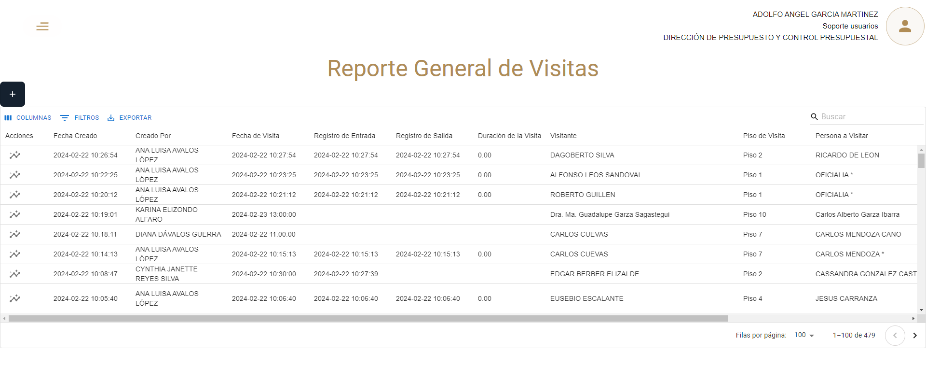 ADOLFO ANGEL GARCIA MARTINEZ
Soporte usuarios
DIRECCIÓN DE PRESUPUESTO Y CONTROL PRESUPUESTAL
Reporte General de Visitas
+
COLUMNAS FILTROS EXPORTAR Buscar
Acciones Fecha Creado Creado Por Fecha de Visita Registro de Entrada Registro de Salida Duración de la Visita Visitante Piso de Visita Persona a Visitar
2024-02-22 10:26:54 ANA LUISA AVALOS LÓPEZ 2024-02-22 10:27:54 2024-02-22 10:27:54 2024-02-22 10:27:54 0.00 DAGOBERTO SILVA Piso 2 RICARDO DE LEON
2024-02-22 10:22:25 ANA LUISA AVALOS LÓPEZ 2024-02-22 10:23:25 2024-02-22 10:23:25 2024-02-22 10:23:25 0.00 ALFONSO LEOS SANDOVAL Piso 1 OFICIALIA *
2024-02-22 10:20:12 ANA LUISA AVALOS LÓPEZ 2024-02-22 10:21:12 2024-02-22 10:21:12 2024-02-22 10:21:12 0.00 ROBERTO GUILLEN Piso 1 OFICIALIA *
2024-02-22 10:19:01 KARINA ELIZONDO ALFARO 2024-02-23 13:00:00 Dra. Ma. Guadalupe Garza Sagastegui Piso 10 Carlos Alberto Garza Ibarra
2024-02-22 10:18:11 DIANA DÁVALOS GUERRA 2024-02-22 11:00:00 CARLOS CUEVAS Piso 7 CARLOS MENDOZA CANO
2024-02-22 10:14:13 ANA LUISA AVALOS LÓPEZ 2024-02-22 10:15:13 2024-02-22 10:15:13 2024-02-22 10:15:13 0.00 CARLOS CUEVAS Piso 7 CARLOS MENDOZA *
2024-02-22 10:08:47 CYNTHIA JANETTE REYES SILVA 2024-02-22 10:30:00 2024-02-22 10:27:39 EDGAR BERBER ELIZALDE Piso 2 CASSANDRA GONZALEZ CAST
2024-02-22 10:05:40 ANA LUISA AVALOS LÓPEZ 2024-02-22 10:06:40 2024-02-22 10:06:40 2024-02-22 10:06:40 0.00 EUSEBIO ESCALANTE Piso 4 JESUS CARRANZA
Filas por página: 100 1–100 de 479